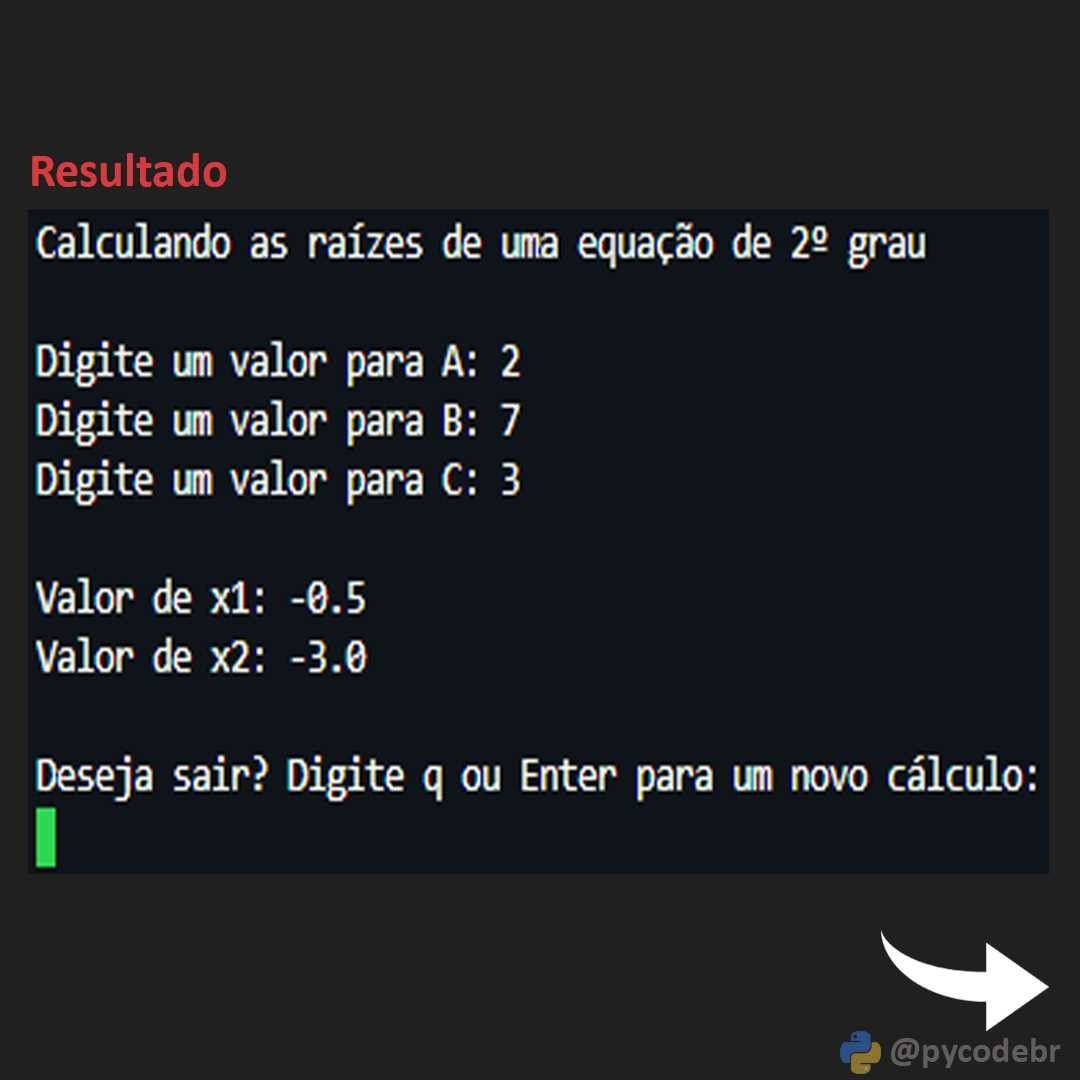 Resultado
Calculando as raízes de uma equação de 2º grau
Digite um valor para A: 2
Digite um valor para B: 7
Digite um valor para C: 3
Valor de x1: -0.5
Valor de x2: -3.0
Deseja sair? Digite q ou Enter para um novo cálculo:
@pycodebr